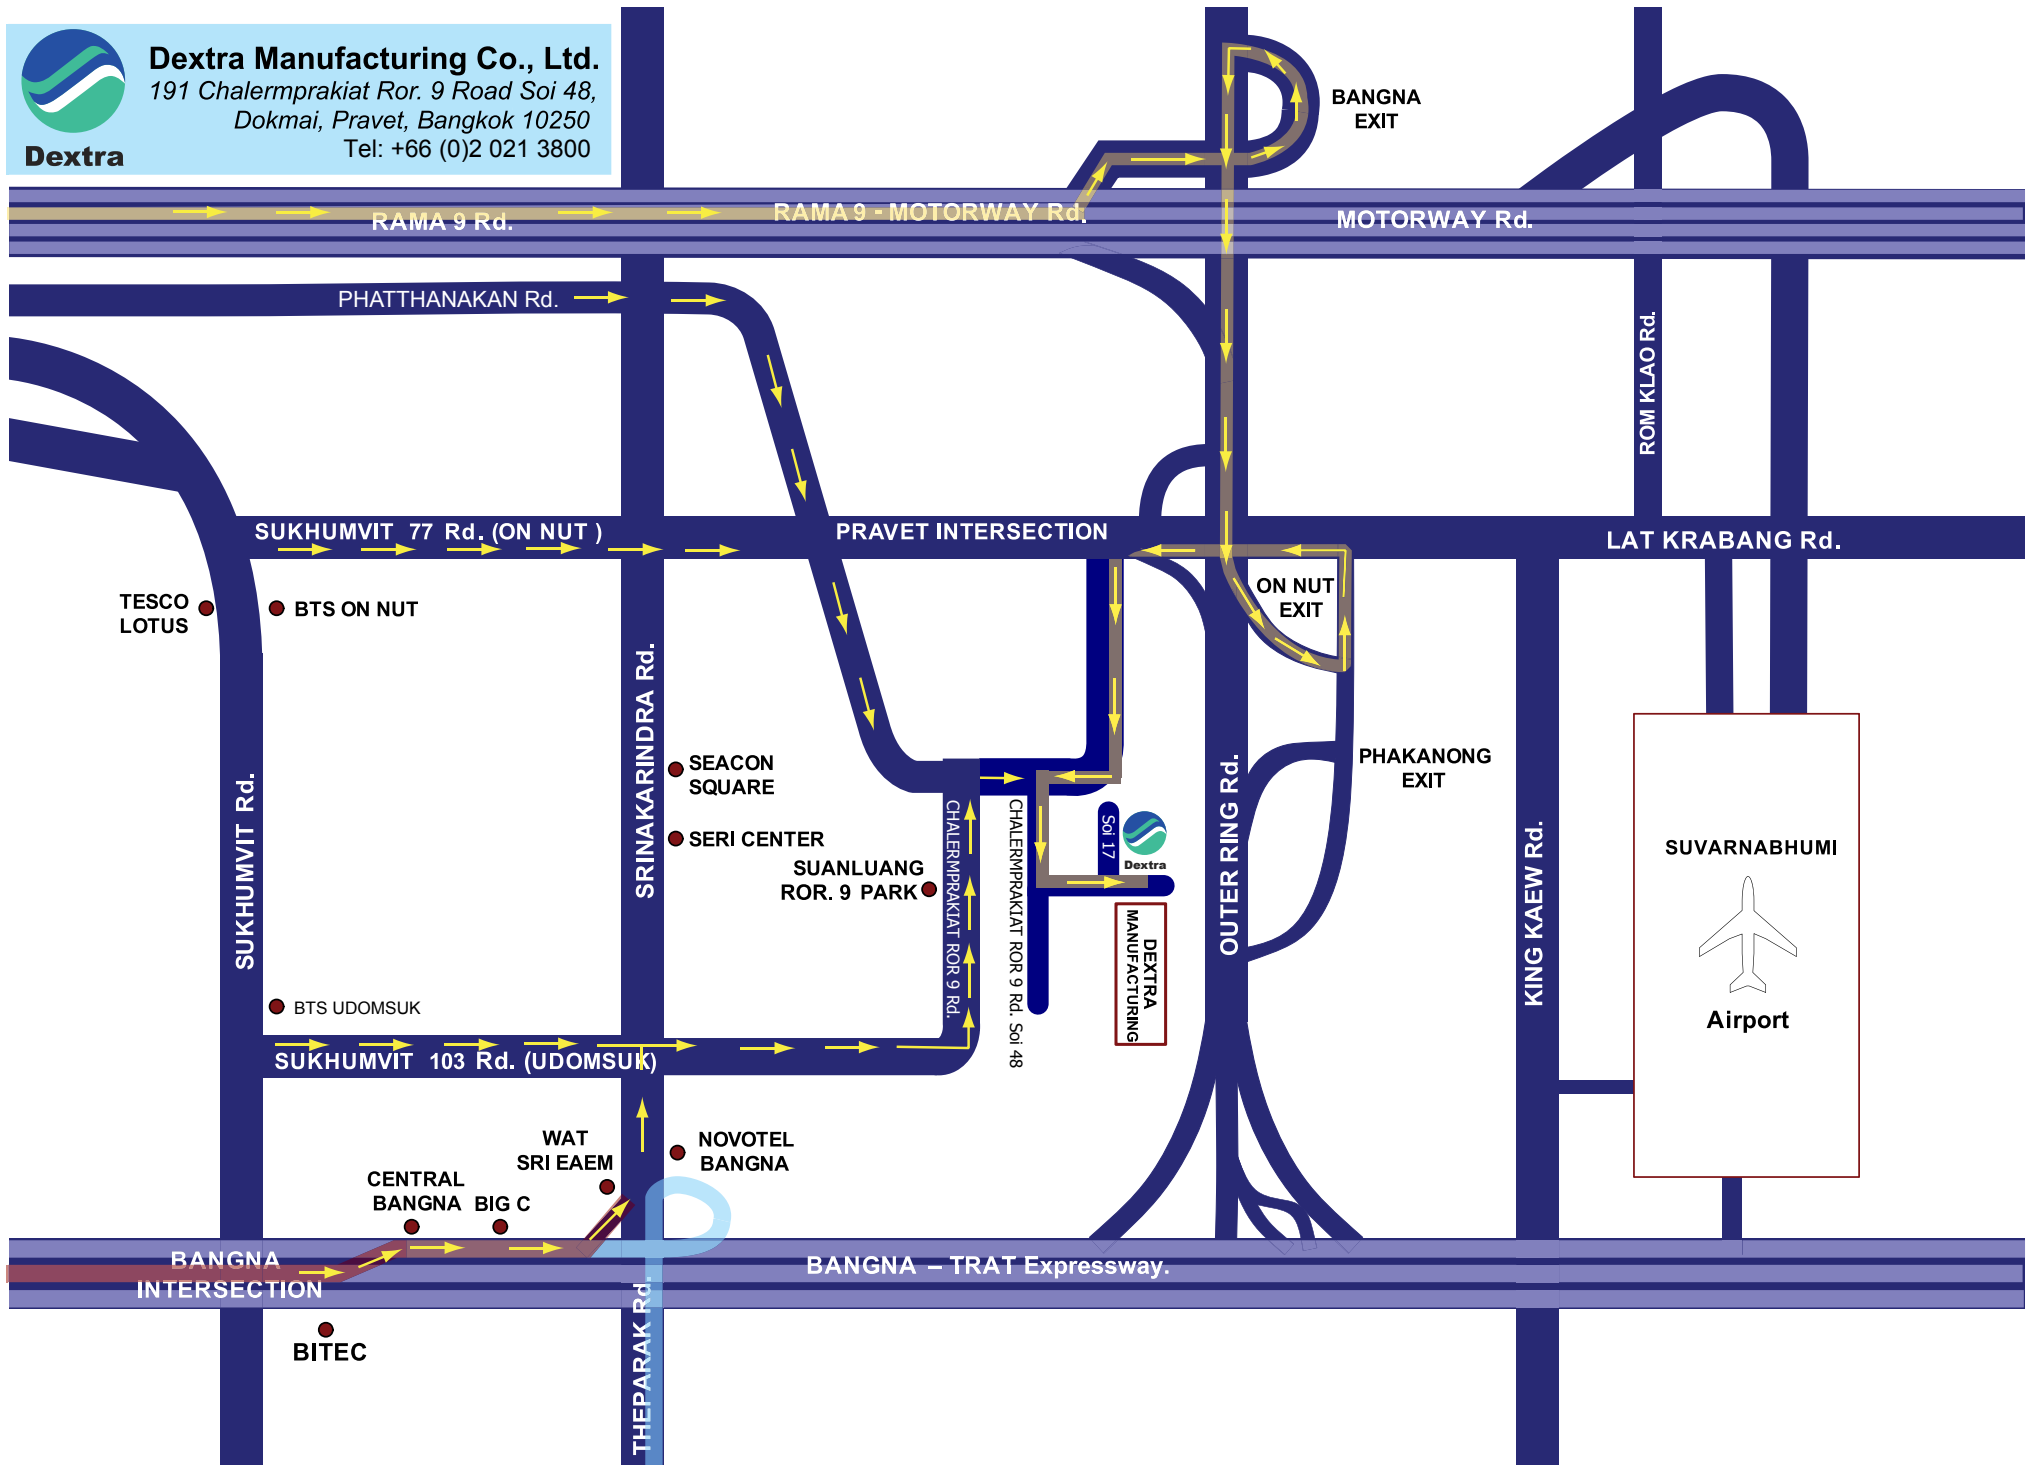 Dextra Manufacturing Co., Ltd.
191 Chalermprakiat Ror. 9 Road Soi 48,
Dokmai, Pravet, Bangkok 10250
Tel: +66 (0)2 021 3800
Dextra
BANGNA
EXIT
RAMA 9 Rd.
RAMA 9 - MOTORWAY Rd.
MOTORWAY Rd.
PHATTHANAKAN Rd.
ROM KLAO Rd.
SUKHUMVIT 77 Rd. (ON NUT )
PRAVET INTERSECTION
LAT KRABANG Rd.
TESCO
LOTUS
BTS ON NUT
ON NUT
EXIT
SRINAKARINDRA Rd.
SEACON
SQUARE
SERI CENTER
SUANLUANG
ROR. 9 PARK
SUKHUMVIT Rd.
CHALERMPRAKIAT ROR 9 Rd.
CHALERMPRAKIAT ROR 9 Rd. Soi 48
Soi 17
Dextra
DEXTRA
MANUFACTURING
OUTER RING Rd.
PHAKANONG
EXIT
KING KAEW Rd.
SUVARNABHUMI
Airport
BTS UDOMSUK
SUKHUMVIT 103 Rd. (UDOMSUK)
WAT
SRI EAEM
NOVOTEL
BANGNA
CENTRAL
BANGNA
BIG C
BANGNA
INTERSECTION
BANGNA – TRAT Expressway.
THEPARAK Rd.
BITEC